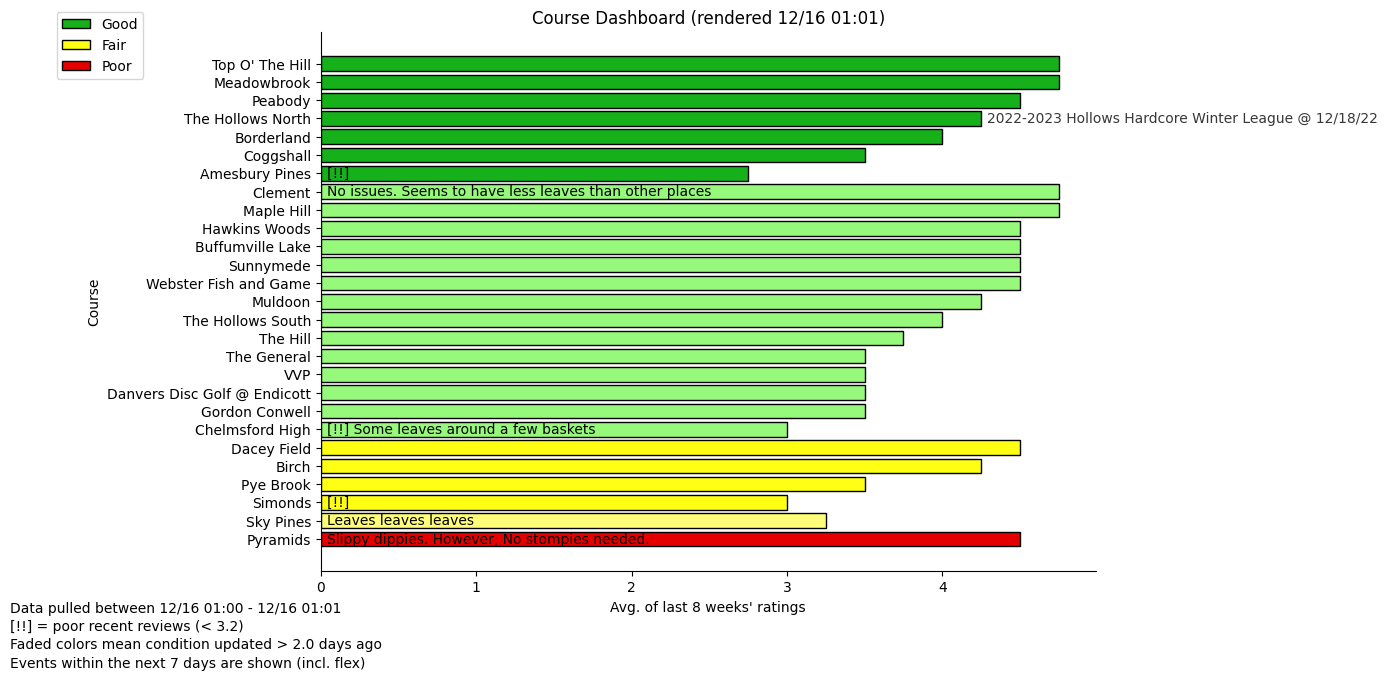 Course Dashboard (rendered 12/16 01:01)
Good
Fair
Poor
Course
Top O' The Hill
Meadowbrook
Peabody
The Hollows North 2022-2023 Hollows Hardcore Winter League @ 12/18/22
Borderland
Coggshall
Amesbury Pines [!!]
Clement No issues. Seems to have less leaves than other places
Maple Hill
Hawkins Woods
Buffumville Lake
Sunnymede
Webster Fish and Game
Muldoon
The Hollows South
The Hill
The General
VVP
Danvers Disc Golf @ Endicott
Gordon Conwell
Chelmsford High [!!] Some leaves around a few baskets
Dacey Field
Birch
Pye Brook
Simonds [!!]
Sky Pines Leaves leaves leaves
Pyramids Slippy dippies. However, No stompies needed.
0 1 2 3 4
Avg. of last 8 weeks' ratings
Data pulled between 12/16 01:00 - 12/16 01:01
[!!] = poor recent reviews (< 3.2)
Faded colors mean condition updated > 2.0 days ago
Events within the next 7 days are shown (incl. flex)